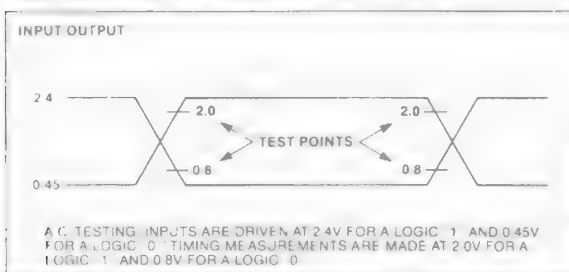 INPUT OUTPUT
2 4
2.0
2.0
TEST POINTS
0 8
0 8
0 45
A C TESTING INPUTS ARE DRIVEN AT 2 4V FOR A LOGIC 1 AND 0 45V
FOR A LOGIC 0 TIMING MEASUREMENTS ARE MADE AT 2 0V FOR A
LOGIC 1 AND 0 8V FOR A LOGIC 0